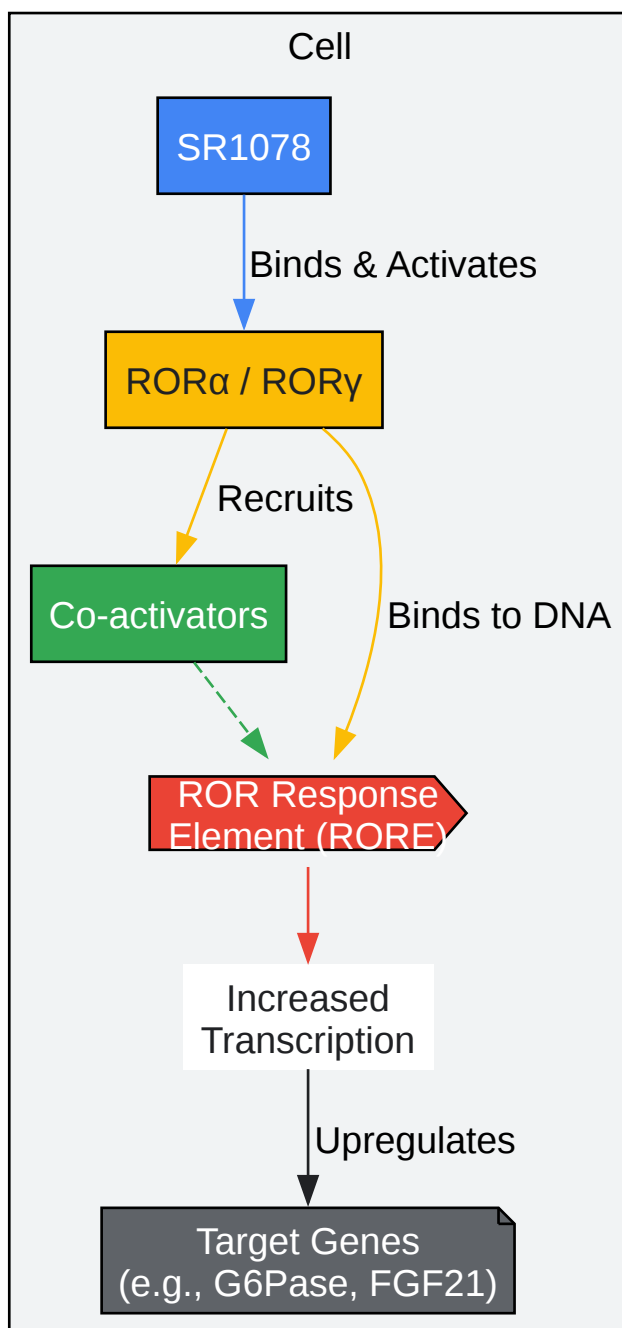 Cell
SR1078
Binds & Activates
RORα / RORγ
Recruits
Co-activators
Binds to DNA
ROR Response
Element (RORE)
Increased
Transcription
Upregulates
Target Genes
(e.g., G6Pase, FGF21)